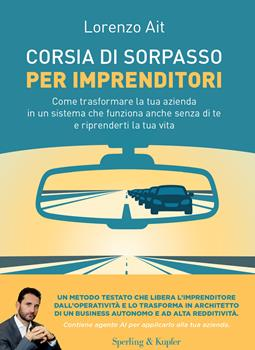 Lorenzo Ait
CORSIA DI SORPASSO
PER IMPRENDITORI
Come trasformare la tua azienda
in un sistema che funziona anche senza di te
e riprenderti la tua vita
UN METODO TESTATO CHE LIBERA L'IMPRENDITORE
DALL'OPERATIVITÀ E LO TRASFORMA IN ARCHITETTO
DI UN BUSINESS AUTONOMO E AD ALTA REDDITIVITÀ.
Contiene agente AI per applicarlo alla tua azienda.
Sperling & Kupfer